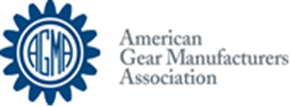 AGMA
American
Gear Manufacturers
Association